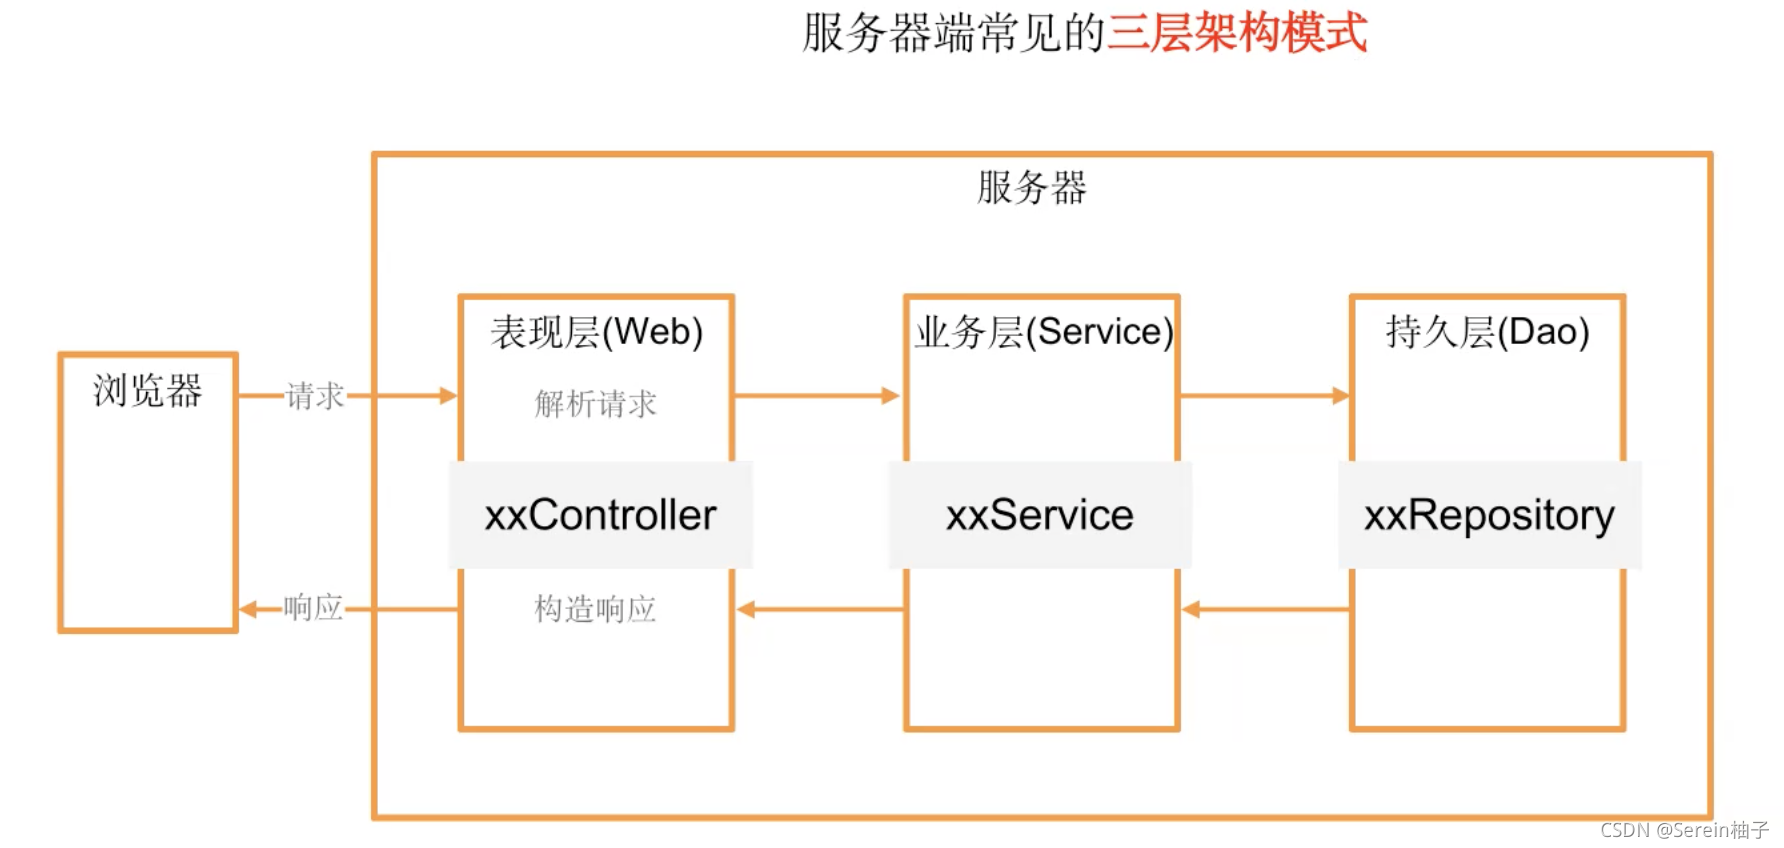 服务器端常见的三层架构模式
服务器
表现层(Web)
业务层(Service)
持久层(Dao)
浏览器
请求
解析请求
xxController
xxService
xxRepository
响应
构造响应
CSDN @Serein柚子